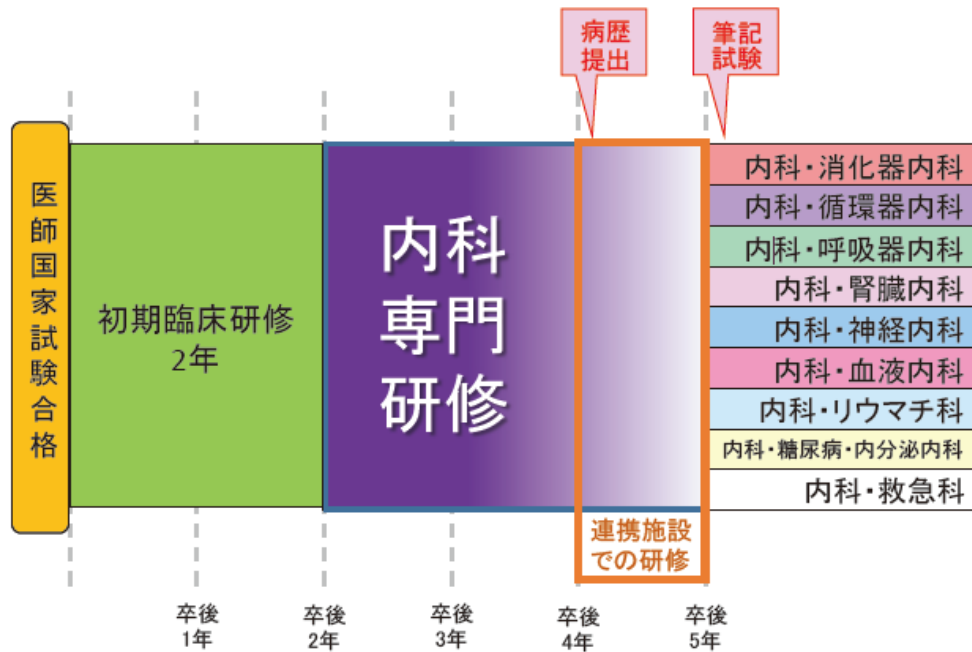 病歴
提出
筆記
試験
医師国家試験合格
初期臨床研修
2年
内科
専門
研修
内科・消化器内科
内科・循環器内科
内科・呼吸器内科
内科・腎臓内科
内科・神経内科
内科・血液内科
内科・リウマチ科
内科・糖尿病・内分泌内科
内科・救急科
連携施設
での研修
卒後
1年
卒後
2年
卒後
3年
卒後
4年
卒後
5年